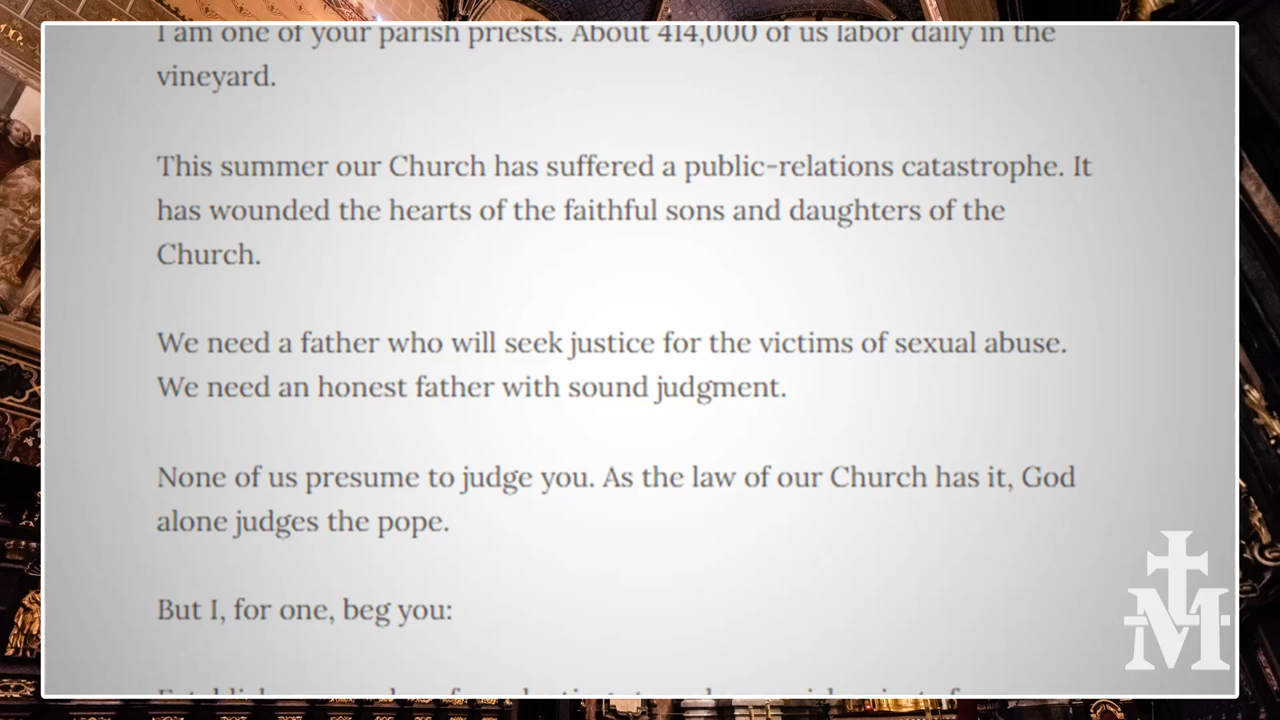 I am one of your parish priests. About 414,000 of us labor daily in the
vineyard.
This summer our Church has suffered a public-relations catastrophe. It
has wounded the hearts of the faithful sons and daughters of the
Church.
We need a father who will seek justice for the victims of sexual abuse.
We need an honest father with sound judgment.
None of us presume to judge you. As the law of our Church has it, God
alone judges the pope.
But I, for one, beg you: